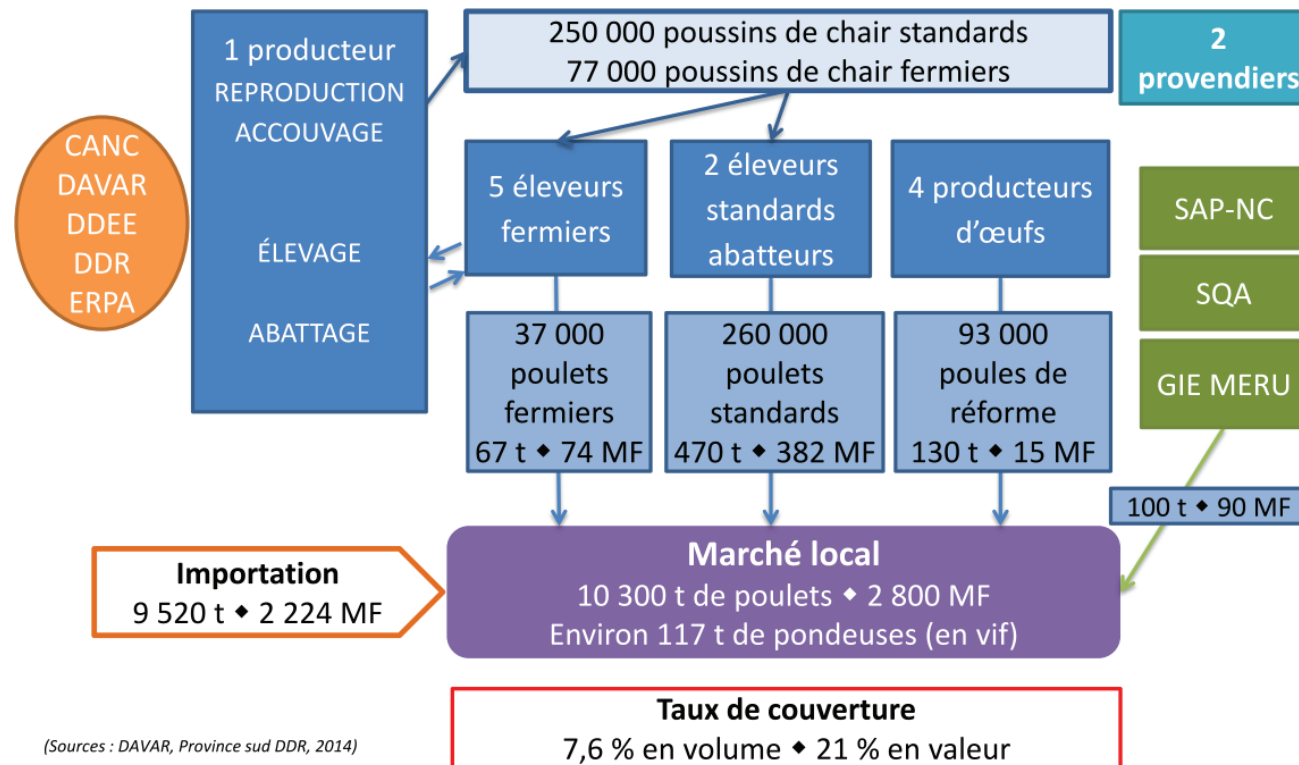 CANC
DAVAR
DDEE
DDR
ERPA
1 producteur
REPRODUCTION
ACCOUVAGE
ÉLEVAGE
ABATTAGE
250 000 poussins de chair standards
77 000 poussins de chair fermiers
2
provendiers
5 éleveurs
fermiers
2 éleveurs
standards
abatteurs
4 producteurs
d’œufs
SAP-NC
SQA
GIE MERU
37 000
poulets
fermiers
67 t ◆ 74 MF
260 000
poulets
standards
470 t ◆ 382 MF
93 000
poules de
réforme
130 t ◆ 15 MF
100 t ◆ 90 MF
Importation
9 520 t ◆ 2 224 MF
Marché local
10 300 t de poulets ◆ 2 800 MF
Environ 117 t de pondeuses (en vif)
Taux de couverture
7,6 % en volume ◆ 21 % en valeur
(Sources : DAVAR, Province sud DDR, 2014)